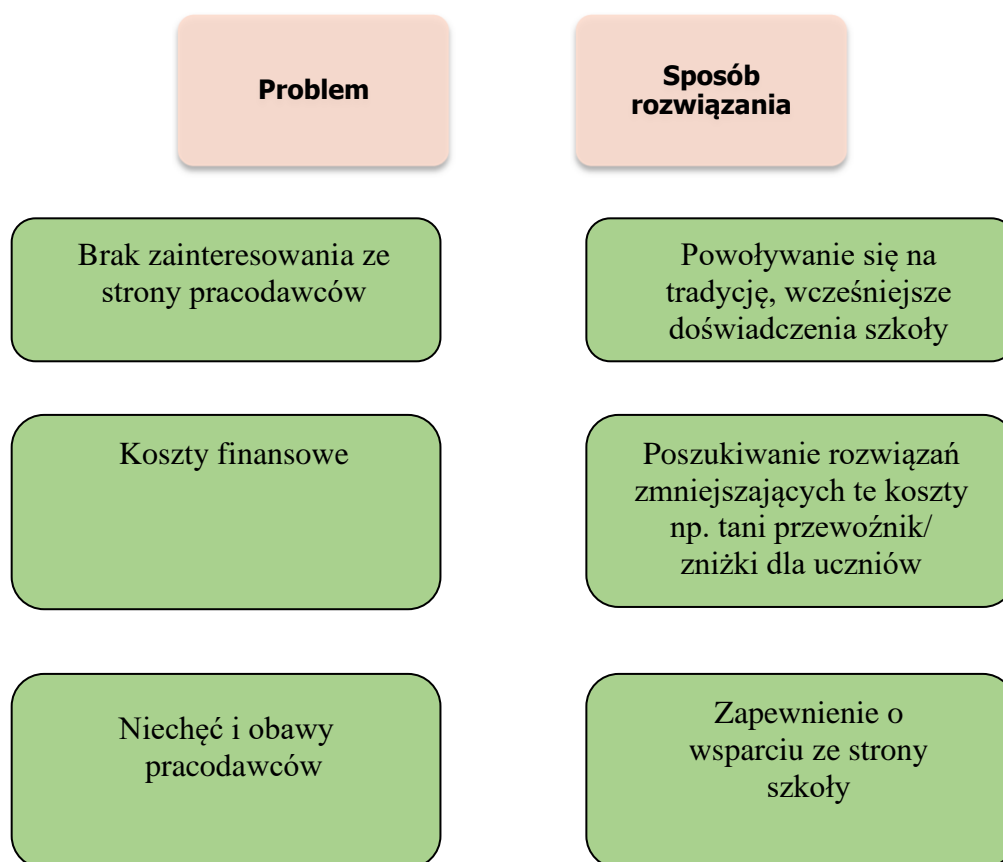 Problem
Sposób
rozwiązania
Brak zainteresowania ze
strony pracodawców
Powoływanie się na
tradycję, wcześniejsze
doświadczenia szkoły
Koszty finansowe
Poszukiwanie rozwiązań
zmniejszających te koszty
np. tani przewoźnik/
zniżki dla uczniów
Niechęć i obawy
pracodawców
Zapewnienie o
wsparciu ze strony
szkoły